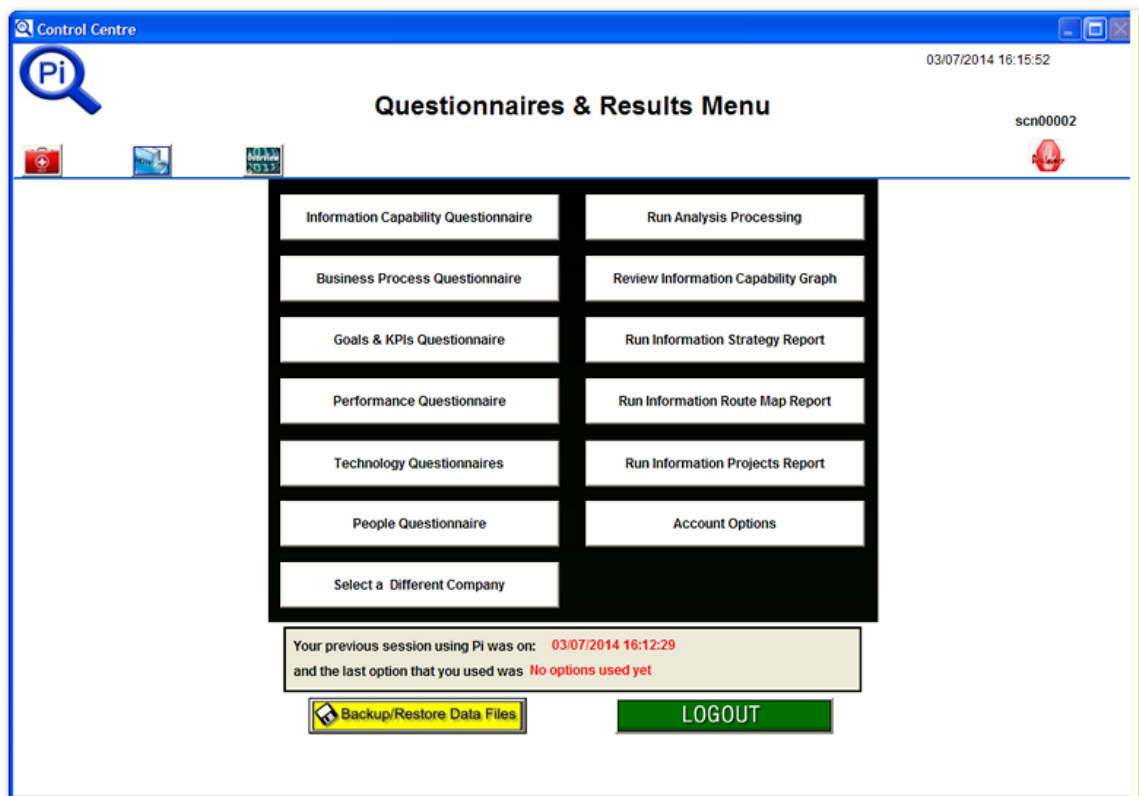 Control Centre
Pi
03/07/2014 16:15:52
Questionnaires & Results Menu
scn00002
Overview
Information Capability Questionnaire
Run Analysis Processing
Business Process Questionnaire
Review Information Capability Graph
Goals & KPIs Questionnaire
Run Information Strategy Report
Performance Questionnaire
Run Information Route Map Report
Technology Questionnaires
Run Information Projects Report
People Questionnaire
Account Options
Select a Different Company
Your previous session using Pi was on: 03/07/2014 16:12:29
and the last option that you used was No options used yet
Backup/Restore Data Files
LOGOUT